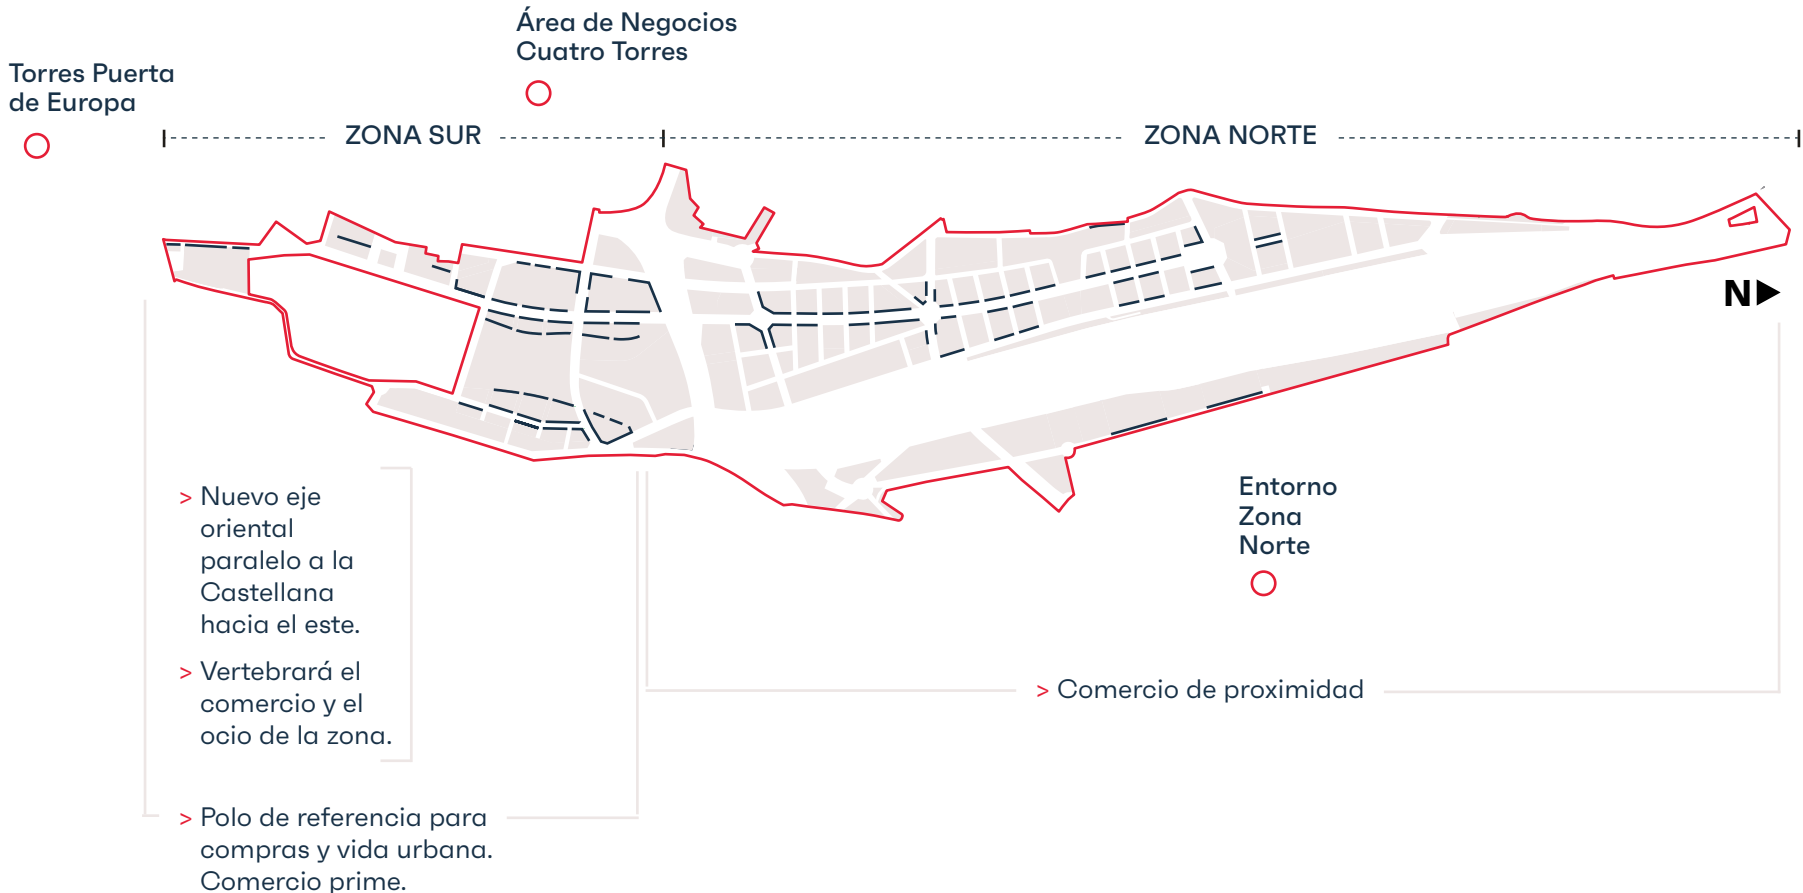 Área de Negocios
Cuatro Torres
Torres Puerta
de Europa
ZONA SUR
ZONA NORTE
N
Entorno
Zona
Norte
> Nuevo eje
oriental
paralelo a la
Castellana
hacia el este.
> Vertebrará el
comercio y el
ocio de la zona.
> Comercio de proximidad
> Polo de referencia para
compras y vida urbana.
Comercio prime.